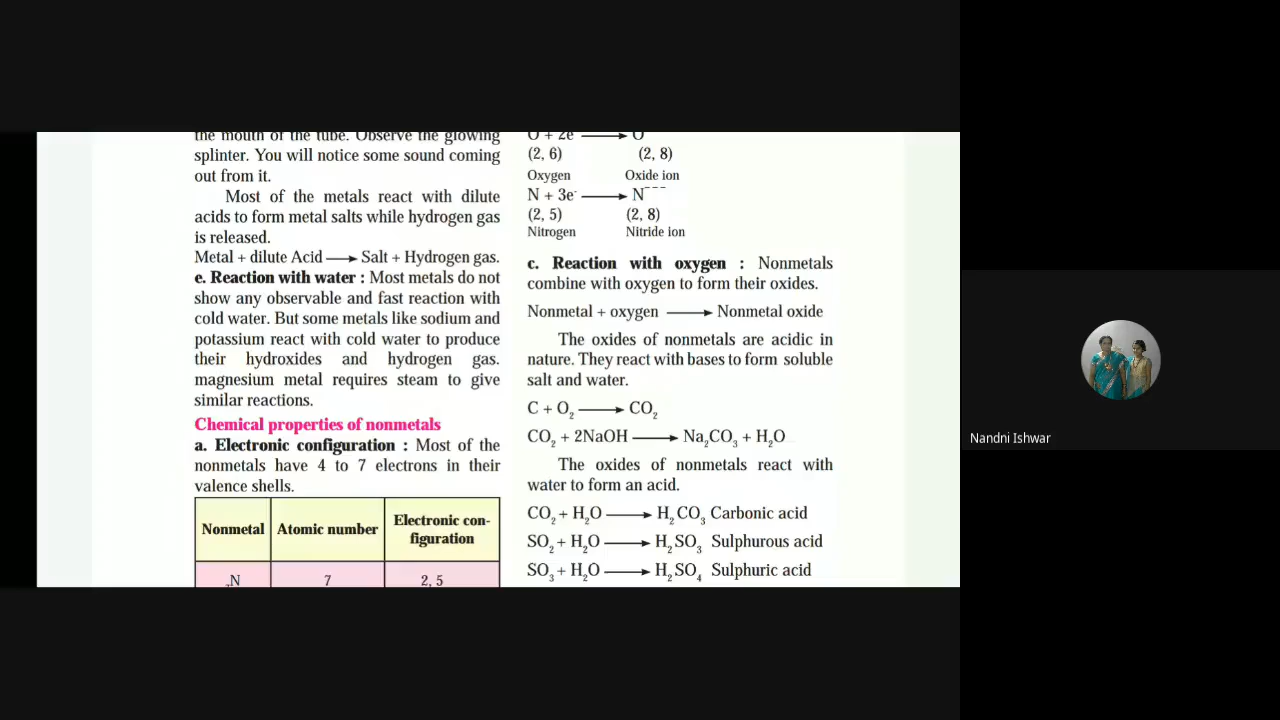 the mouth of the tube. Observe the glowing
splinter. You will notice some sound coming
out from it.
Most of the metals react with dilute
acids to form metal salts while hydrogen gas
is released.
Metal + dilute Acid ⟶ Salt + Hydrogen gas.
e. Reaction with water : Most metals do not
show any observable and fast reaction with
cold water. But some metals like sodium and
potassium react with cold water to produce
their hydroxides and hydrogen gas.
magnesium metal requires steam to give
similar reactions.
Chemical properties of nonmetals
a. Electronic configuration : Most of the
nonmetals have 4 to 7 electrons in their
valence shells.
Nonmetal Atomic number Electronic con-
figuration
₇N 7 2, 5
O + 2e ⟶ O
(2, 6) (2, 8)
Oxygen Oxide ion
N + 3e⁻ ⟶ N⁻⁻⁻
(2, 5) (2, 8)
Nitrogen Nitride ion
c. Reaction with oxygen : Nonmetals
combine with oxygen to form their oxides.
Nonmetal + oxygen ⟶ Nonmetal oxide
The oxides of nonmetals are acidic in
nature. They react with bases to form soluble
salt and water.
C + O₂ ⟶ CO₂
CO₂ + 2NaOH ⟶ Na₂CO₃ + H₂O
The oxides of nonmetals react with
water to form an acid.
CO₂ + H₂O ⟶ H₂CO₃ Carbonic acid
SO₂ + H₂O ⟶ H₂SO₃ Sulphurous acid
SO₃ + H₂O ⟶ H₂SO₄ Sulphuric acid
Nandni Ishwar